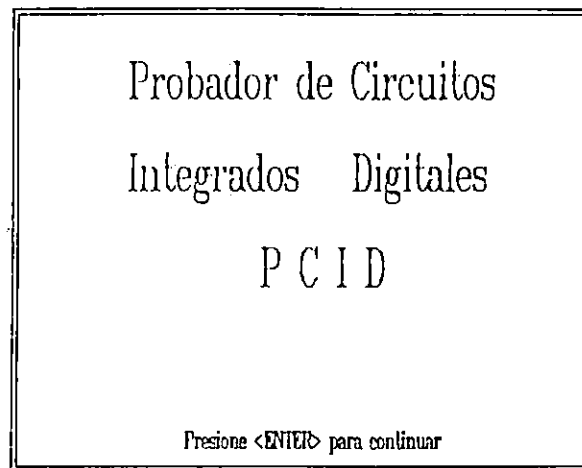 Probador de Circuitos
Integrados Digitales
P C I D
Presione <ENTER> para continuar